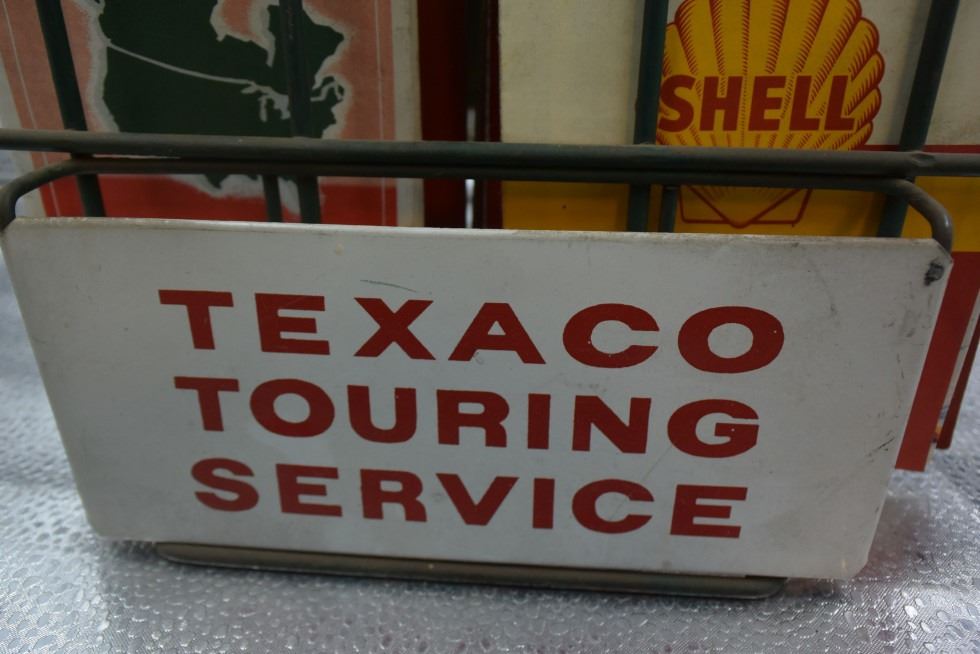 SHELL
TEXACO
TOURING
SERVICE